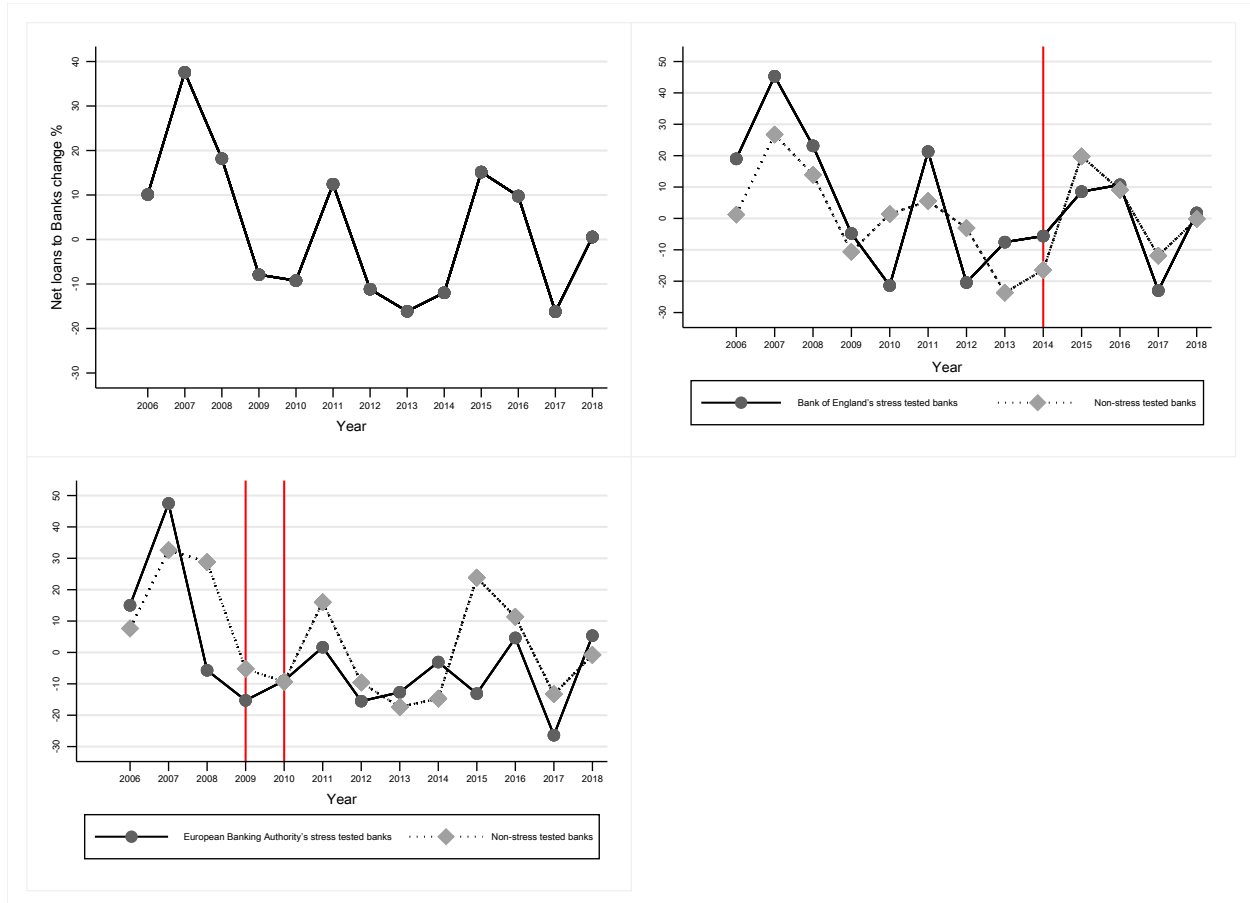 Net loans to Banks change %
40
30
20
10
0
-10
-20
-30
2006 2007 2008 2009 2010 2011 2012 2013 2014 2015 2016 2017 2018
Year
50
40
30
20
10
0
-10
-20
-30
2006 2007 2008 2009 2010 2011 2012 2013 2014 2015 2016 2017 2018
Year
Bank of England's stress tested banks Non-stress tested banks
50
40
30
20
10
0
-10
-20
-30
2006 2007 2008 2009 2010 2011 2012 2013 2014 2015 2016 2017 2018
Year
European Banking Authority's stress tested banks Non-stress tested banks